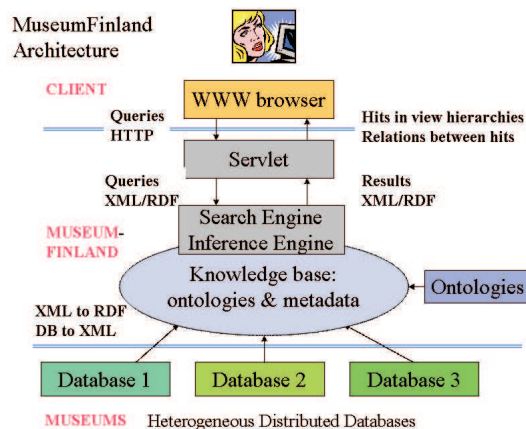 MuseumFinland
Architecture
CLIENT
WWW browser
Queries
HTTP
Hits in view hierarchies
Relations between hits
Servlet
Queries
XML/RDF
Results
XML/RDF
Search Engine
Inference Engine
MUSEUM-
FINLAND
Knowledge base:
ontologies & metadata
Ontologies
XML to RDF
DB to XML
Database 1
Database 2
Database 3
MUSEUMS
Heterogeneous Distributed Databases